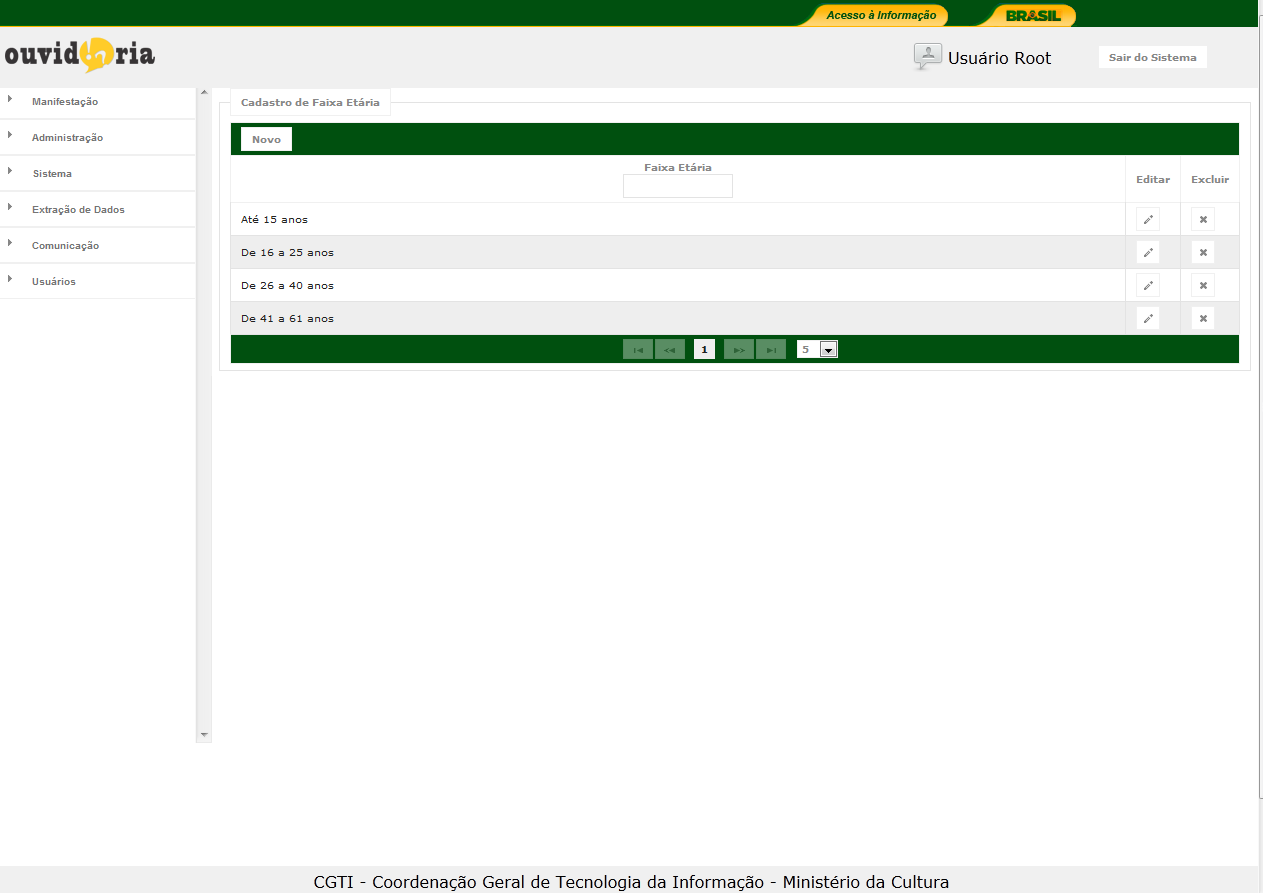 Acesso à Informação
BRASIL
ouvidoria
Usuário Root
Sair do Sistema
Manifestação
Administração
Sistema
Extração de Dados
Comunicação
Usuários
Cadastro de Faixa Etária
Novo
Faixa Etária
Editar
Excluir
Até 15 anos
De 16 a 25 anos
De 26 a 40 anos
De 41 a 61 anos
1
5
CGTI - Coordenação Geral de Tecnologia da Informação - Ministério da Cultura